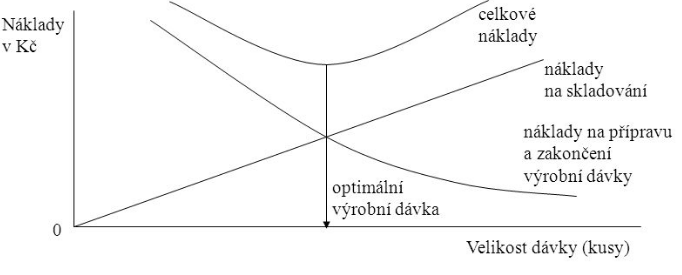 Náklady
v Kč
celkové
náklady
náklady
na skladování
náklady na přípravu
a zakončení
výrobní dávky
optimální
výrobní dávka
0
Velikost dávky (kusy)